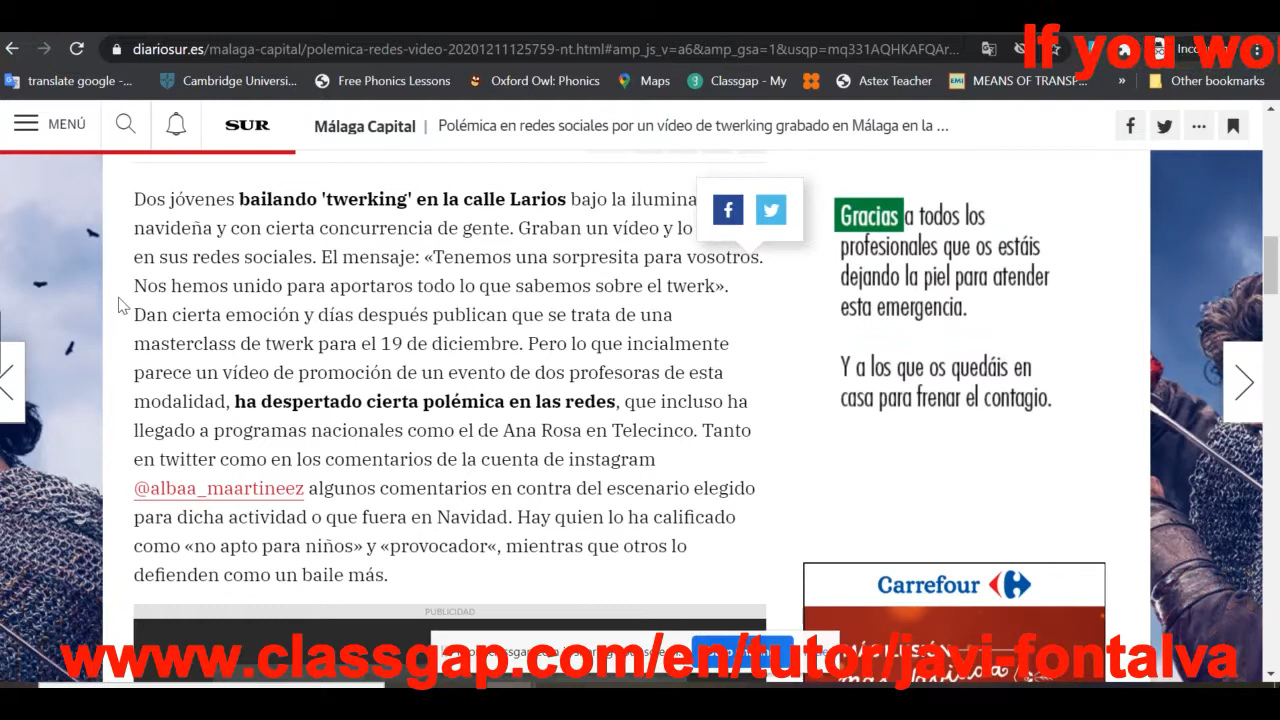 If you wo
diariosur.es/malaga-capital/polemica-redes-video-20201211125759-nt.html#amp_js_v=a6&amp_gsa=1&usqp=mq331AQHKAFQAr...
translate google -...
Cambridge Universi...
Free Phonics Lessons
Oxford Owl: Phonics
Maps
Classgap - My
Astex Teacher
MEANS OF TRANSP...
»
Other bookmarks
MENÚ
SUR
Málaga Capital | Polémica en redes sociales por un vídeo de twerking grabado en Málaga en la ...
Dos jóvenes bailando 'twerking' en la calle Larios bajo la ilumina
navideña y con cierta concurrencia de gente. Graban un vídeo y lo
en sus redes sociales. El mensaje: «Tenemos una sorpresita para vosotros.
Nos hemos unido para aportaros todo lo que sabemos sobre el twerk».
Dan cierta emoción y días después publican que se trata de una
masterclass de twerk para el 19 de diciembre. Pero lo que incialmente
parece un vídeo de promoción de un evento de dos profesoras de esta
modalidad, ha despertado cierta polémica en las redes, que incluso ha
llegado a programas nacionales como el de Ana Rosa en Telecinco. Tanto
en twitter como en los comentarios de la cuenta de instagram
@albaa_maartineez algunos comentarios en contra del escenario elegido
para dicha actividad o que fuera en Navidad. Hay quien lo ha calificado
como «no apto para niños» y «provocador«, mientras que otros lo
defienden como un baile más.
PUBLICIDAD
Gracias a todos los
profesionales que os estáis
dejando la piel para atender
esta emergencia.
Y a los que os quedáis en
casa para frenar el contagio.
Carrefour
www.classgap.com/en/tutor/javi-fontalva